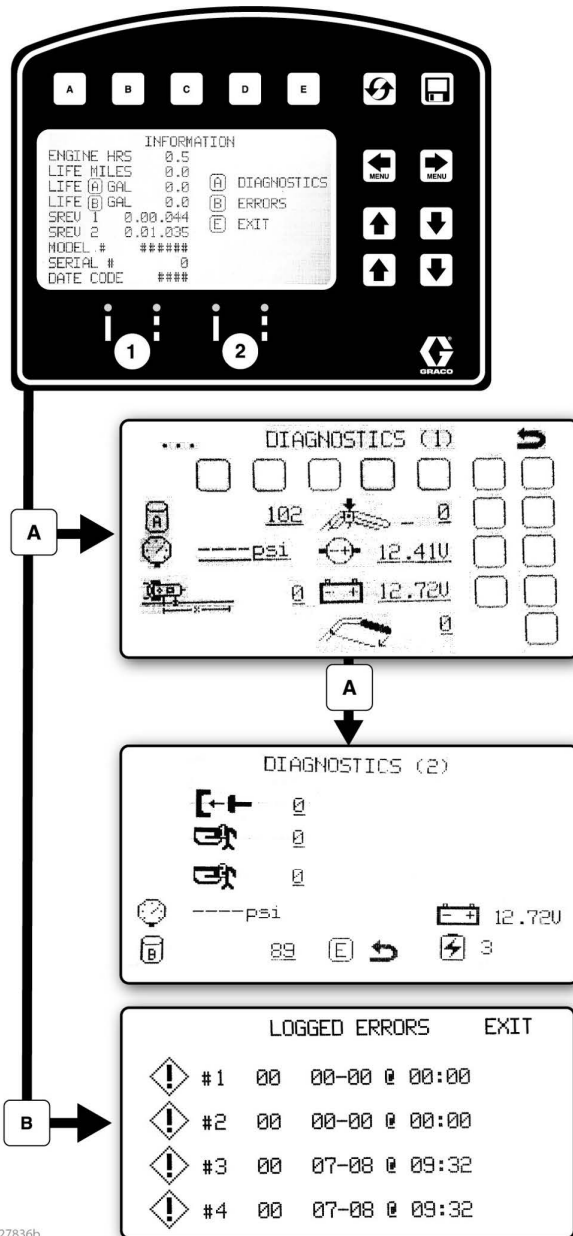 A B C D E
INFORMATION
ENGINE HRS 0.5
LIFE MILES 0.0
LIFE A GAL 0.0
LIFE B GAL 0.0
SREV 1 0.00.044
SREV 2 0.01.035
MODEL # ######
SERIAL # 0
DATE CODE ####
A DIAGNOSTICS
B ERRORS
E EXIT
MENU MENU
1 2
GRACO
A
DIAGNOSTICS (1)
...
A 102 0
----psi 12.41V
0 12.72V
x
0
A
DIAGNOSTICS (2)
0
0
0
----psi 12.72V
B 89 E 3
B
LOGGED ERRORS EXIT
#1 00 00-00 @ 00:00
#2 00 00-00 @ 00:00
#3 00 07-08 @ 09:32
#4 00 07-08 @ 09:32
27836b